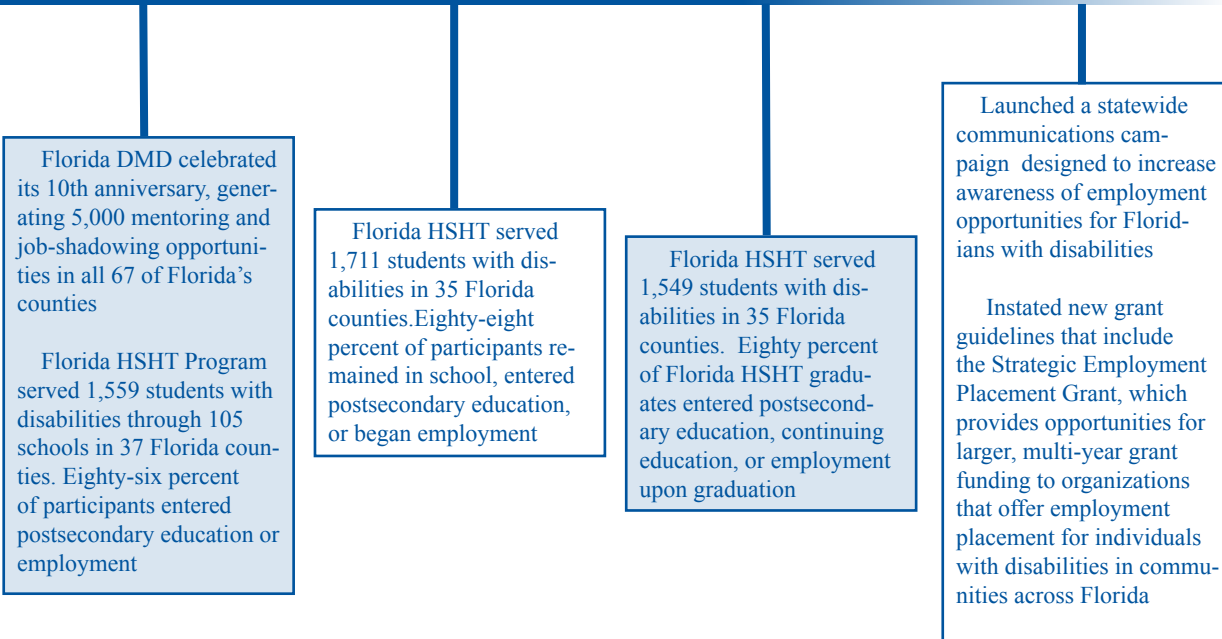 Florida DMD celebrated
its 10th anniversary, gener-
ating 5,000 mentoring and
job-shadowing opportuni-
ties in all 67 of Florida’s
counties
Florida HSHT Program
served 1,559 students with
disabilities through 105
schools in 37 Florida coun-
ties. Eighty-six percent
of participants entered
postsecondary education or
employment
Florida HSHT served
1,711 students with dis-
abilities in 35 Florida
counties.Eighty-eight
percent of participants re-
mained in school, entered
postsecondary education,
or began employment
Florida HSHT served
1,549 students with dis-
abilities in 35 Florida
counties.  Eighty percent
of Florida HSHT gradu-
ates entered postsecond-
ary education, continuing
education, or employment
upon graduation
Launched a statewide
communications cam-
paign  designed to increase
awareness of employment
opportunities for Florid-
ians with disabilities
Instated new grant
guidelines that include
the Strategic Employment
Placement Grant, which
provides opportunities for
larger, multi-year grant
funding to organizations
that offer employment
placement for individuals
with disabilities in commu-
nities across Florida